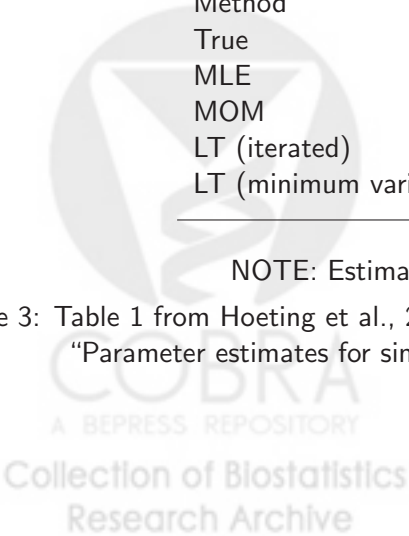 Method
True
MLE
MOM
LT (iterated)
LT (minimum vari
NOTE: Estima
e 3: Table 1 from Hoeting et al., 2
“Parameter estimates for sin
COBRA
A BEPRESS REPOSITORY
Collection of Biostatistics
Research Archive